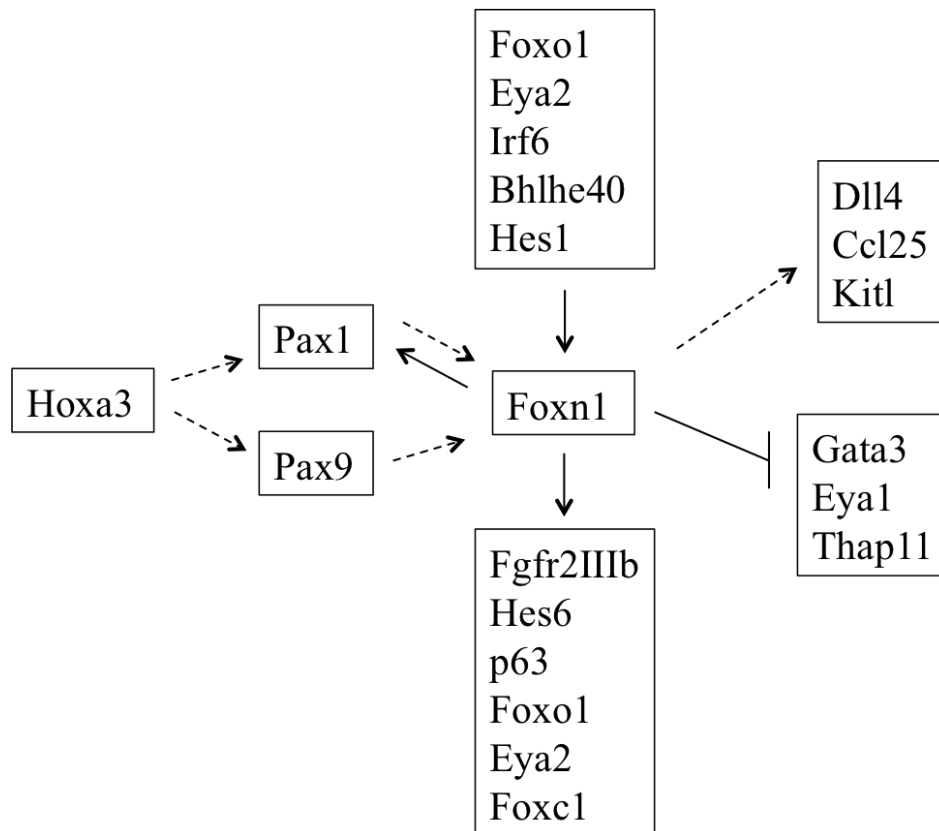 Foxo1
Eya2
Irf6
Bhlhe40
Hes1
Dll4
Ccl25
Kitl
Pax1
Hoxa3
Foxn1
Pax9
Gata3
Eya1
Thap11
Fgfr2IIIb
Hes6
p63
Foxo1
Eya2
Foxc1